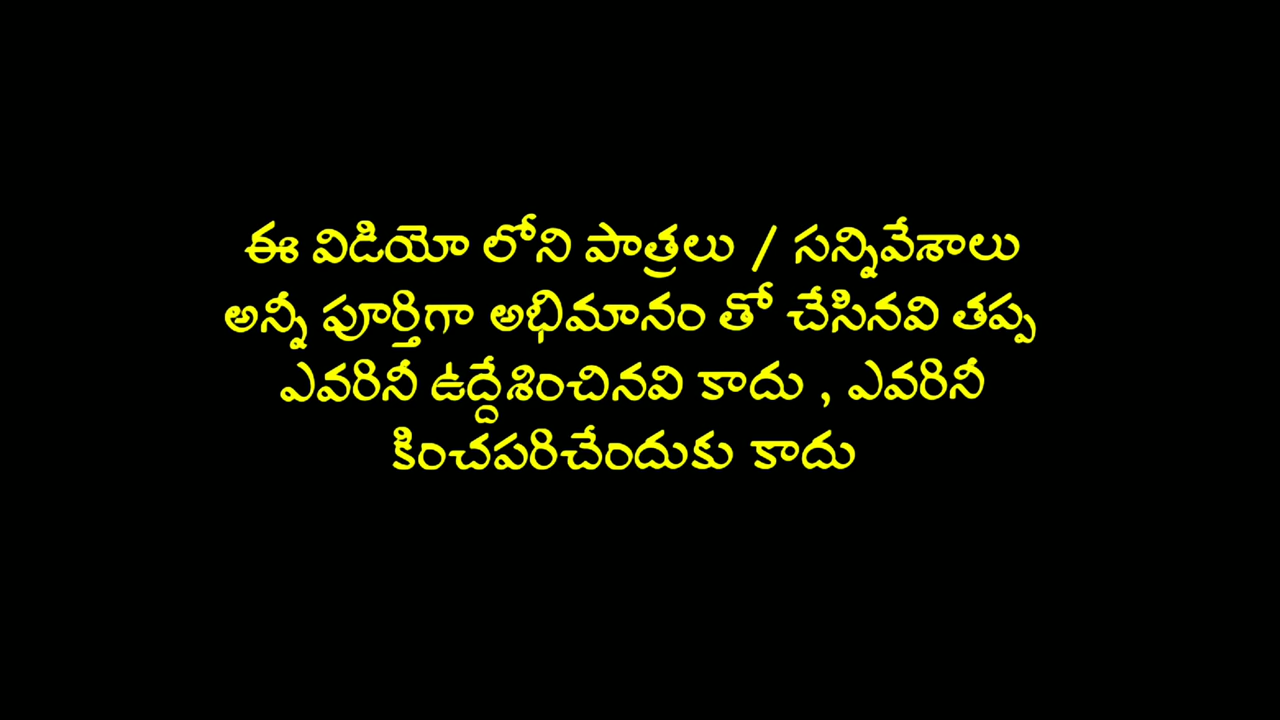 ఈ విడియో లోని పాత్రలు / సన్నివేశాలు
అన్నీ పూర్తిగా అభిమానం తో చేసినవి తప్ప
ఎవరినీ ఉద్దేశించినవి కాదు , ఎవరినీ
కించపరిచేందుకు కాదు